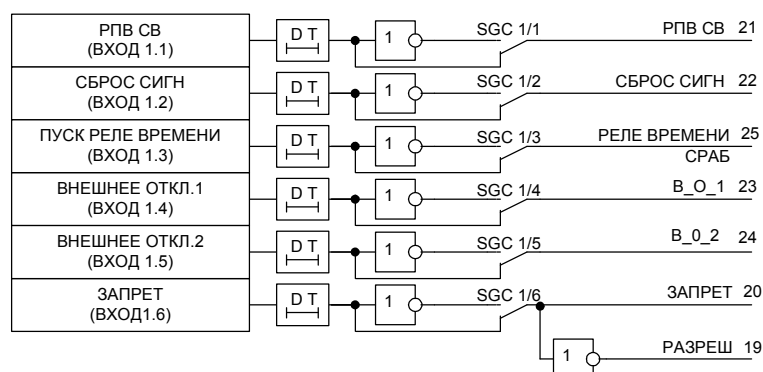 РПВ СВ
(ВХОД 1.1)
D T
1
SGC 1/1
РПВ СВ 21
СБРОС СИГН
(ВХОД 1.2)
D T
1
SGC 1/2
СБРОС СИГН 22
ПУСК РЕЛЕ ВРЕМЕНИ
(ВХОД 1.3)
D T
1
SGC 1/3
РЕЛЕ ВРЕМЕНИ 25
СРАБ
ВНЕШНЕЕ ОТКЛ.1
(ВХОД 1.4)
D T
1
SGC 1/4
В_О_1 23
ВНЕШНЕЕ ОТКЛ.2
(ВХОД 1.5)
D T
1
SGC 1/5
В_0_2 24
ЗАПРЕТ
(ВХОД1.6)
D T
1
SGC 1/6
ЗАПРЕТ 20
1
РАЗРЕШ 19